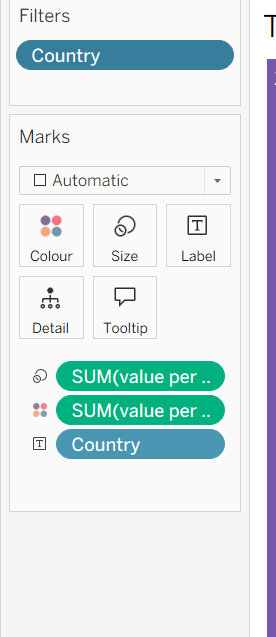 Filters
Country
Marks
Automatic
Colour
Size
Label
Detail
Tooltip
SUM(value per ..
SUM(value per ..
Country
T